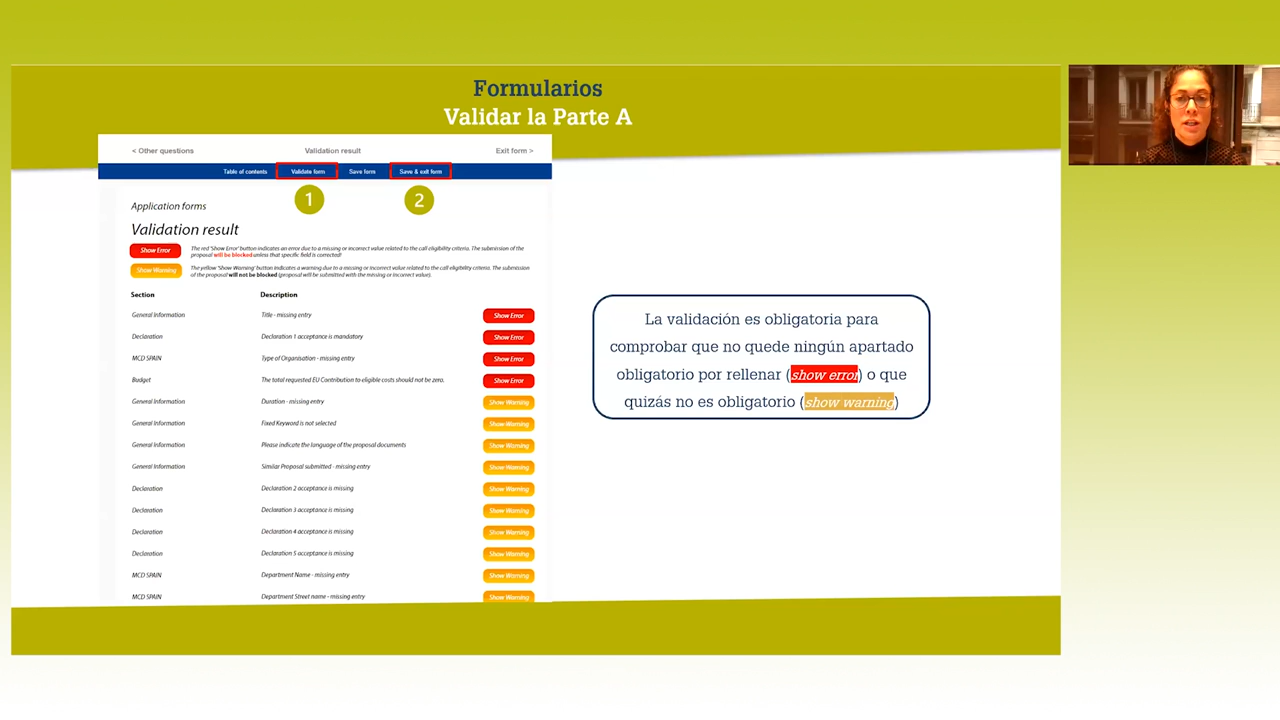 Formularios
Validar la Parte A
< Other questions Validation result Exit form >
Table of contents Validate form Save form Save & exit form
1 2
Application forms
Validation result
Show Error The red 'Show Error' button indicates an error due to a missing or incorrect value related to the call eligibility criteria. The submission of the
proposal will be blocked unless that specific field is corrected!
Show Warning The yellow 'Show Warning' button indicates a warning due to a missing or incorrect value related to the call eligibility criteria. The submission
of the proposal will not be blocked (proposal will be submitted with the missing or incorrect value).
Section Description
General Information Title - missing entry Show Error
Declaration Declaration 1 acceptance is mandatory Show Error
MCD SPAIN Type of Organisation - missing entry Show Error
Budget The total requested EU Contribution to eligible costs should not be zero. Show Error
General Information Duration - missing entry Show Warning
General Information Fixed Keyword is not selected Show Warning
General Information Please indicate the language of the proposal documents Show Warning
General Information Similar Proposal submitted - missing entry Show Warning
Declaration Declaration 2 acceptance is missing Show Warning
Declaration Declaration 3 acceptance is missing Show Warning
Declaration Declaration 4 acceptance is missing Show Warning
Declaration Declaration 5 acceptance is missing Show Warning
MCD SPAIN Department Name - missing entry Show Warning
MCD SPAIN Department Street name - missing entry Show Warning
La validación es obligatoria para
comprobar que no quede ningún apartado
obligatorio por rellenar (show error) o que
quizás no es obligatorio (show warning)